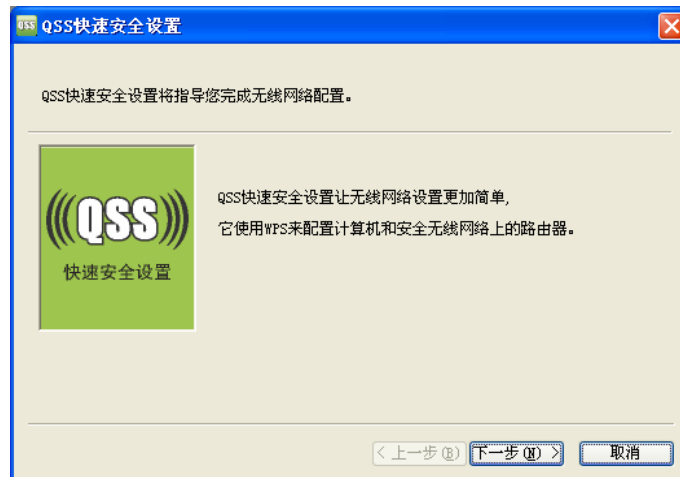 QSS QSS快速安全设置
QSS快速安全设置将指导您完成无线网络配置。
(((QSS)))
快速安全设置
QSS快速安全设置让无线网络设置更加简单,
它使用WPS来配置计算机和安全无线网络上的路由器。
< 上一步(B) 下一步(N) > 取消